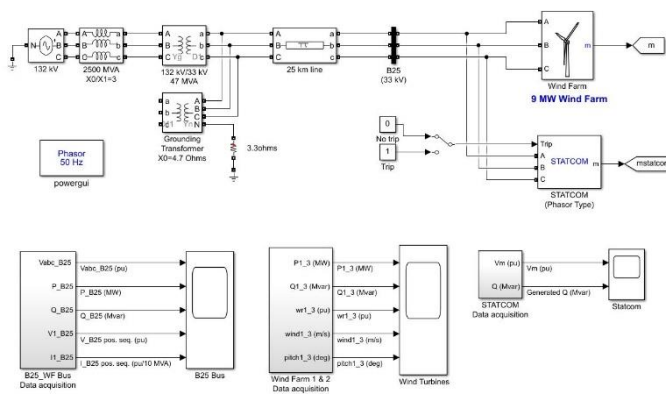 N
A
B
C
132 kV
A
B
C
a
b
c
2500 MVA
X0/X1=3
A
B
C
a
b
c
132 kV/33 kV
47 MVA
A
B
C
a
b
c
25 km line
B25
(33 kV)
A
B
C
m
Wind Farm
9 MW Wind Farm
m
a
b
c
A
B
C
N
Grounding
Transformer
X0=4.7 Ohms
3.3ohms
0
No trip
1
Trip
Trip
A
B
C
STATCOM
m
STATCOM
(Phasor Type)
mstatcom
Phasor
50 Hz
powergui
Vabc_B25
Vabc_B25 (pu)
P_B25
P_B25 (MW)
Q_B25
Q_B25 (Mvar)
V1_B25
V_B25 pos. seq. (pu)
I1_B25
I_B25 pos. seq. (pu/10 MVA)
B25_WF Bus
Data acquisition
B25 Bus
P1_3 (MW)
P1_3 (MW)
Q1_3 (Mvar)
Q1_3 (Mvar)
wr1_3 (pu)
wr1_3 (pu)
wind1_3 (m/s)
wind1_3 (m/s)
pitch1_3 (deg)
pitch1_3 (deg)
Wind Farm 1 & 2
Data acquisition
Wind Turbines
Vm (pu)
Vm (pu)
Q (Mvar)
Generated Q (Mvar)
STATCOM
Data acquisition
Statcom